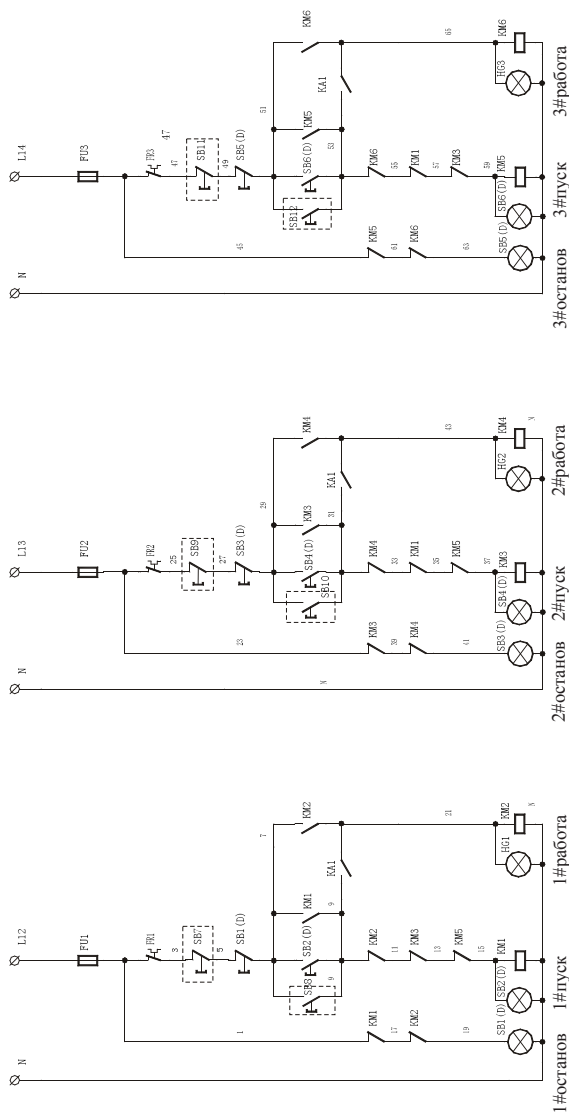 L14
N
FU3
FR3
47
47
SB11
49
SB5(D)
51
KM6
KA1
KM5
53
SB6(D)
SB12
65
45
KM6
55
KM1
57
KM3
59
KM5
61
KM6
63
KM6
HG3
KM5
SB6(D)
SB5(D)
3#работа
3#пуск
3#останов
L13
N
FU2
FR2
25
SB9
27
SB3(D)
29
KM4
KA1
KM3
31
SB4(D)
SB10
43
23
N
KM4
33
KM1
35
KM5
37
KM3
39
KM4
41
KM4
N
HG2
KM3
SB4(D)
SB3(D)
2#работа
2#пуск
2#останов
L12
N
FU1
FR1
3
SB7
5
SB1(D)
7
KM2
KA1
KM1
9
SB2(D)
SB8
9
21
1
KM2
11
KM3
13
KM5
15
KM1
17
KM2
19
KM2
N
HG1
KM1
SB2(D)
SB1(D)
1#работа
1#пуск
1#останов